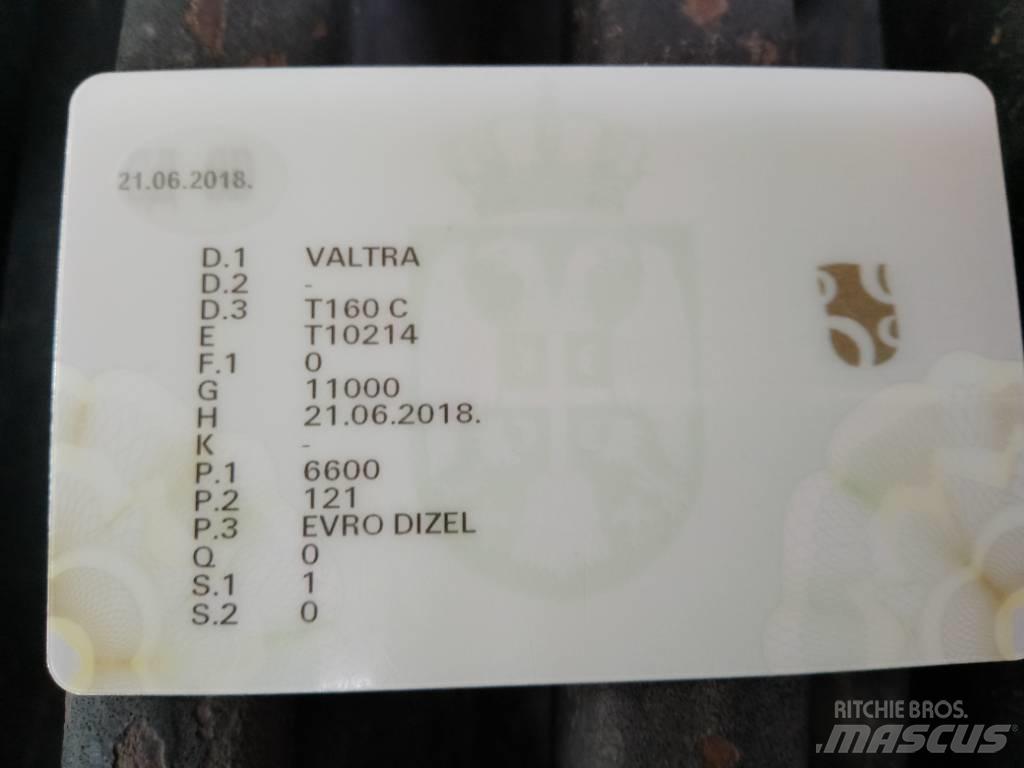 21.06.2018.
D.1 VALTRA
D.2 -
D.3 T160 C
E T10214
F.1 0
G 11000
H 21.06.2018.
K -
P.1 6600
P.2 121
P.3 EVRO DIZEL
Q 0
S.1 1
S.2 0
RITCHIE BROS.
MASCUS